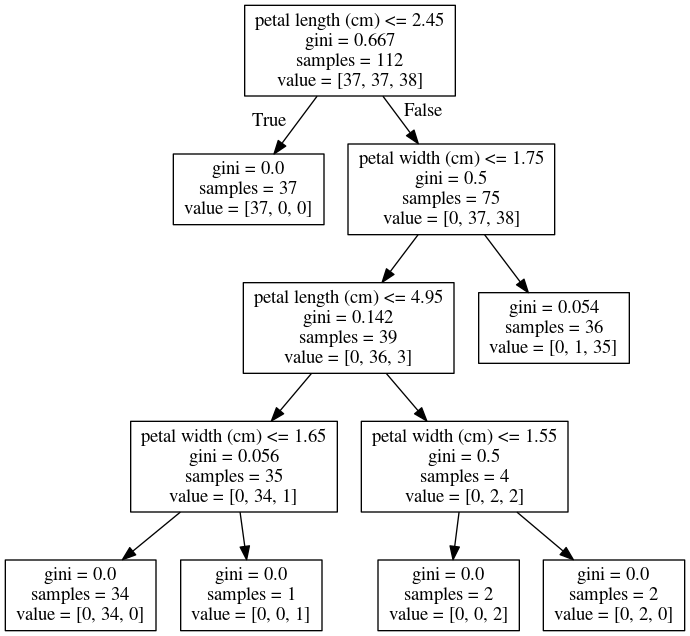 petal length (cm) <= 2.45
gini = 0.667
samples = 112
value = [37, 37, 38]
True
False
gini = 0.0
samples = 37
value = [37, 0, 0]
petal width (cm) <= 1.75
gini = 0.5
samples = 75
value = [0, 37, 38]
petal length (cm) <= 4.95
gini = 0.142
samples = 39
value = [0, 36, 3]
gini = 0.054
samples = 36
value = [0, 1, 35]
petal width (cm) <= 1.65
gini = 0.056
samples = 35
value = [0, 34, 1]
petal width (cm) <= 1.55
gini = 0.5
samples = 4
value = [0, 2, 2]
gini = 0.0
samples = 34
value = [0, 34, 0]
gini = 0.0
samples = 1
value = [0, 0, 1]
gini = 0.0
samples = 2
value = [0, 0, 2]
gini = 0.0
samples = 2
value = [0, 2, 0]